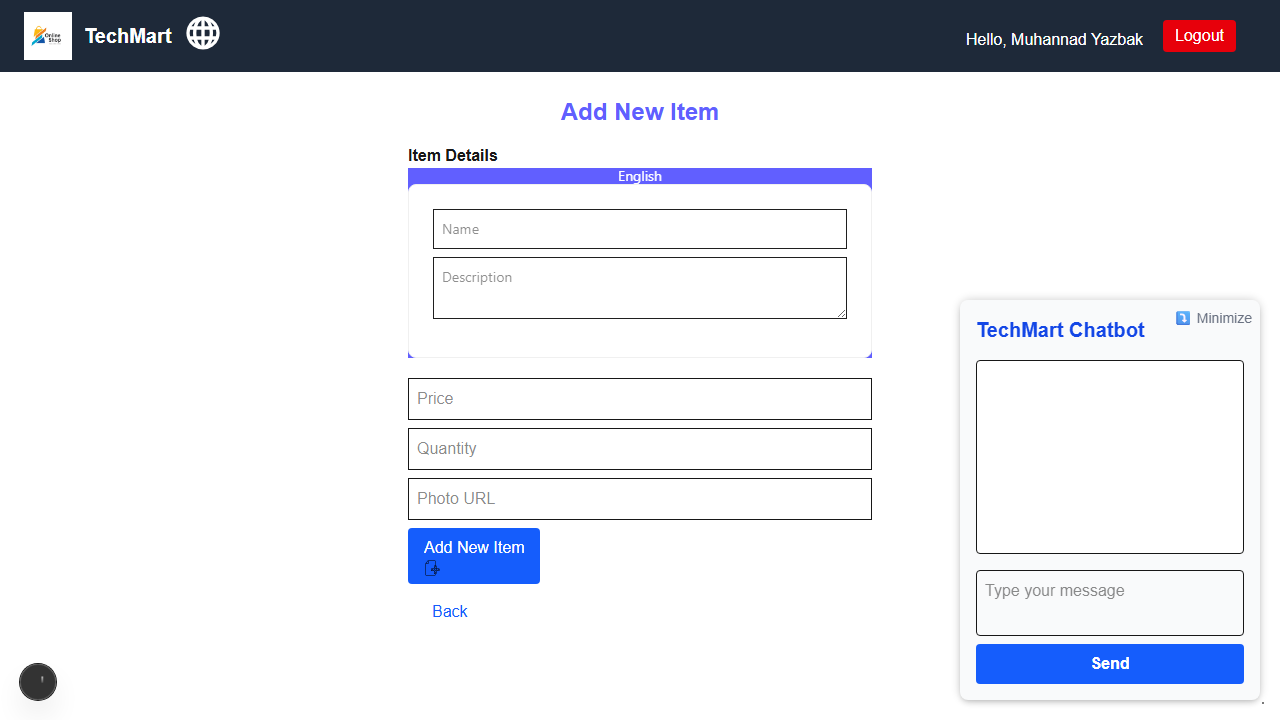 Online
Shop
TechMart
Hello, Muhannad Yazbak
Logout
Add New Item
Item Details
English
Name
Description
Price
Quantity
Photo URL
Add New Item
Back
Minimize
TechMart Chatbot
Type your message
Send